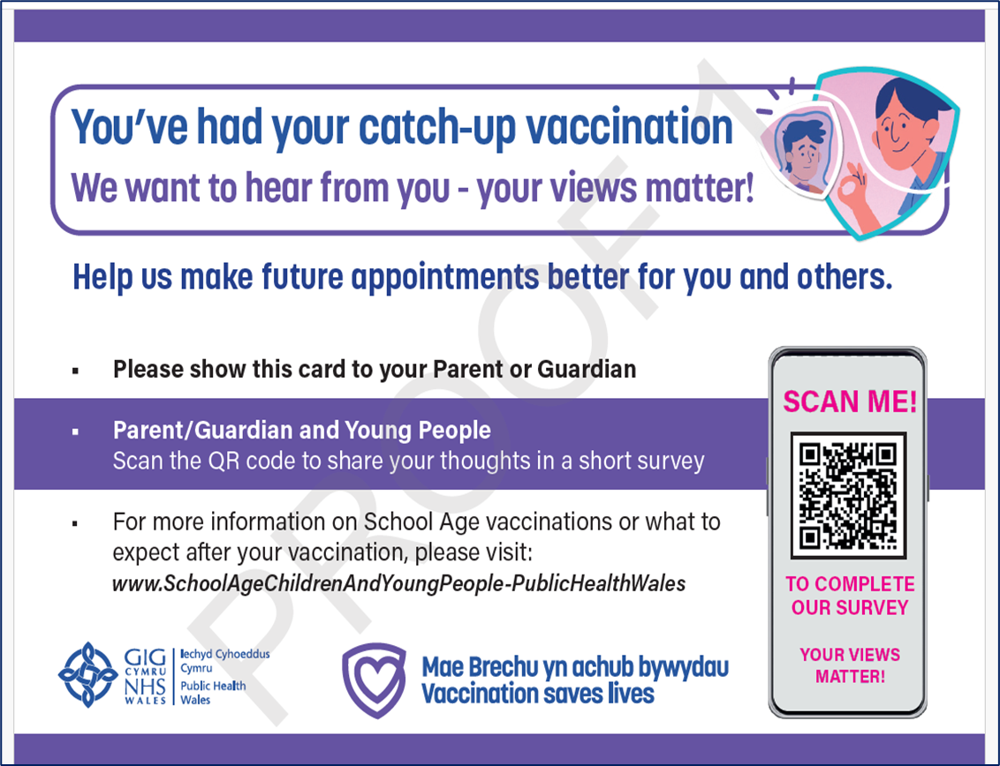 You've had your catch-up vaccination
We want to hear from you - your views matter!
Help us make future appointments better for you and others.
▪ Please show this card to your Parent or Guardian
▪ Parent/Guardian and Young People
Scan the QR code to share your thoughts in a short survey
▪ For more information on School Age vaccinations or what to
expect after your vaccination, please visit:
www.SchoolAgeChildrenAndYoungPeople-PublicHealthWales
SCAN ME!
TO COMPLETE
OUR SURVEY
YOUR VIEWS
MATTER!
GIG
CYMRU
NHS
WALES
Iechyd Cyhoeddus
Cymru
Public Health
Wales
Mae Brechu yn achub bywydau
Vaccination saves lives
PROOF 1